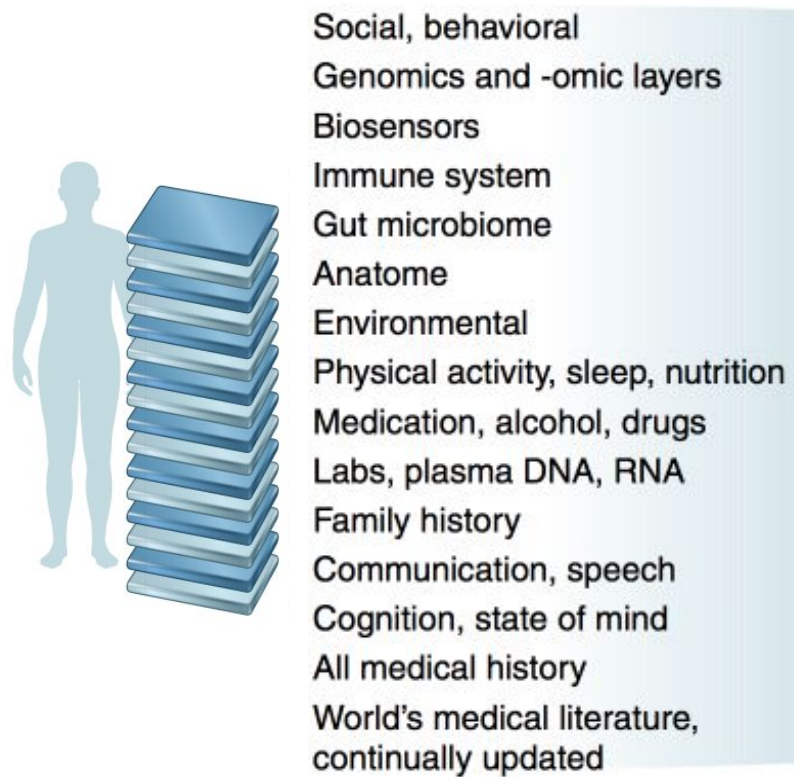 Social, behavioral
Genomics and -omic layers
Biosensors
Immune system
Gut microbiome
Anatome
Environmental
Physical activity, sleep, nutrition
Medication, alcohol, drugs
Labs, plasma DNA, RNA
Family history
Communication, speech
Cognition, state of mind
All medical history
World's medical literature,
continually updated